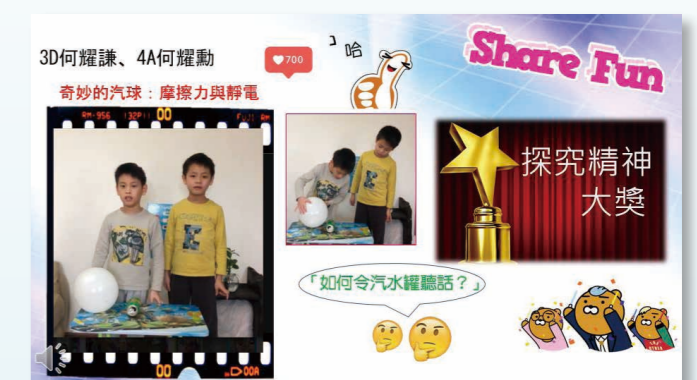 3D何耀謙、4A何耀勳
700
」哈
Share Fun
奇妙的汽球：摩擦力與靜電
探究精神
大獎
「如何令汽水罐聽話？」